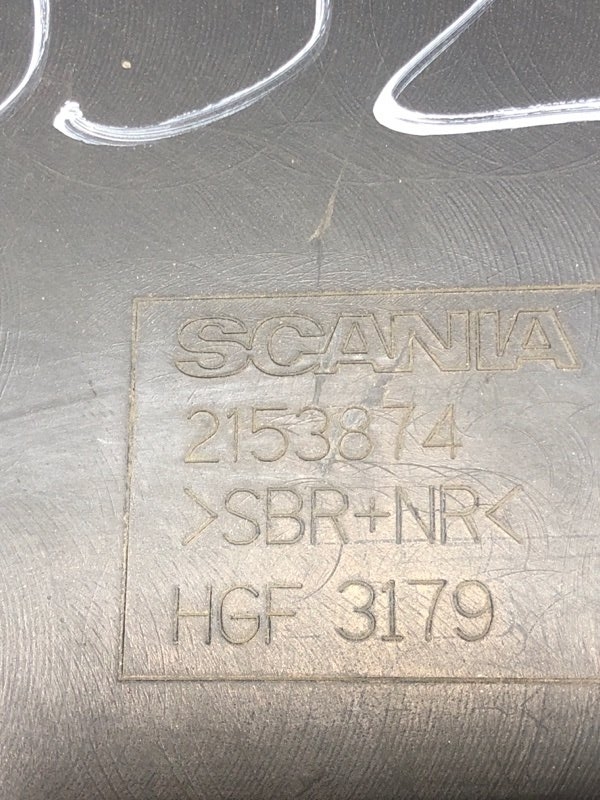 SCANIA
2153874
>SBR+NR<
HGF 3179